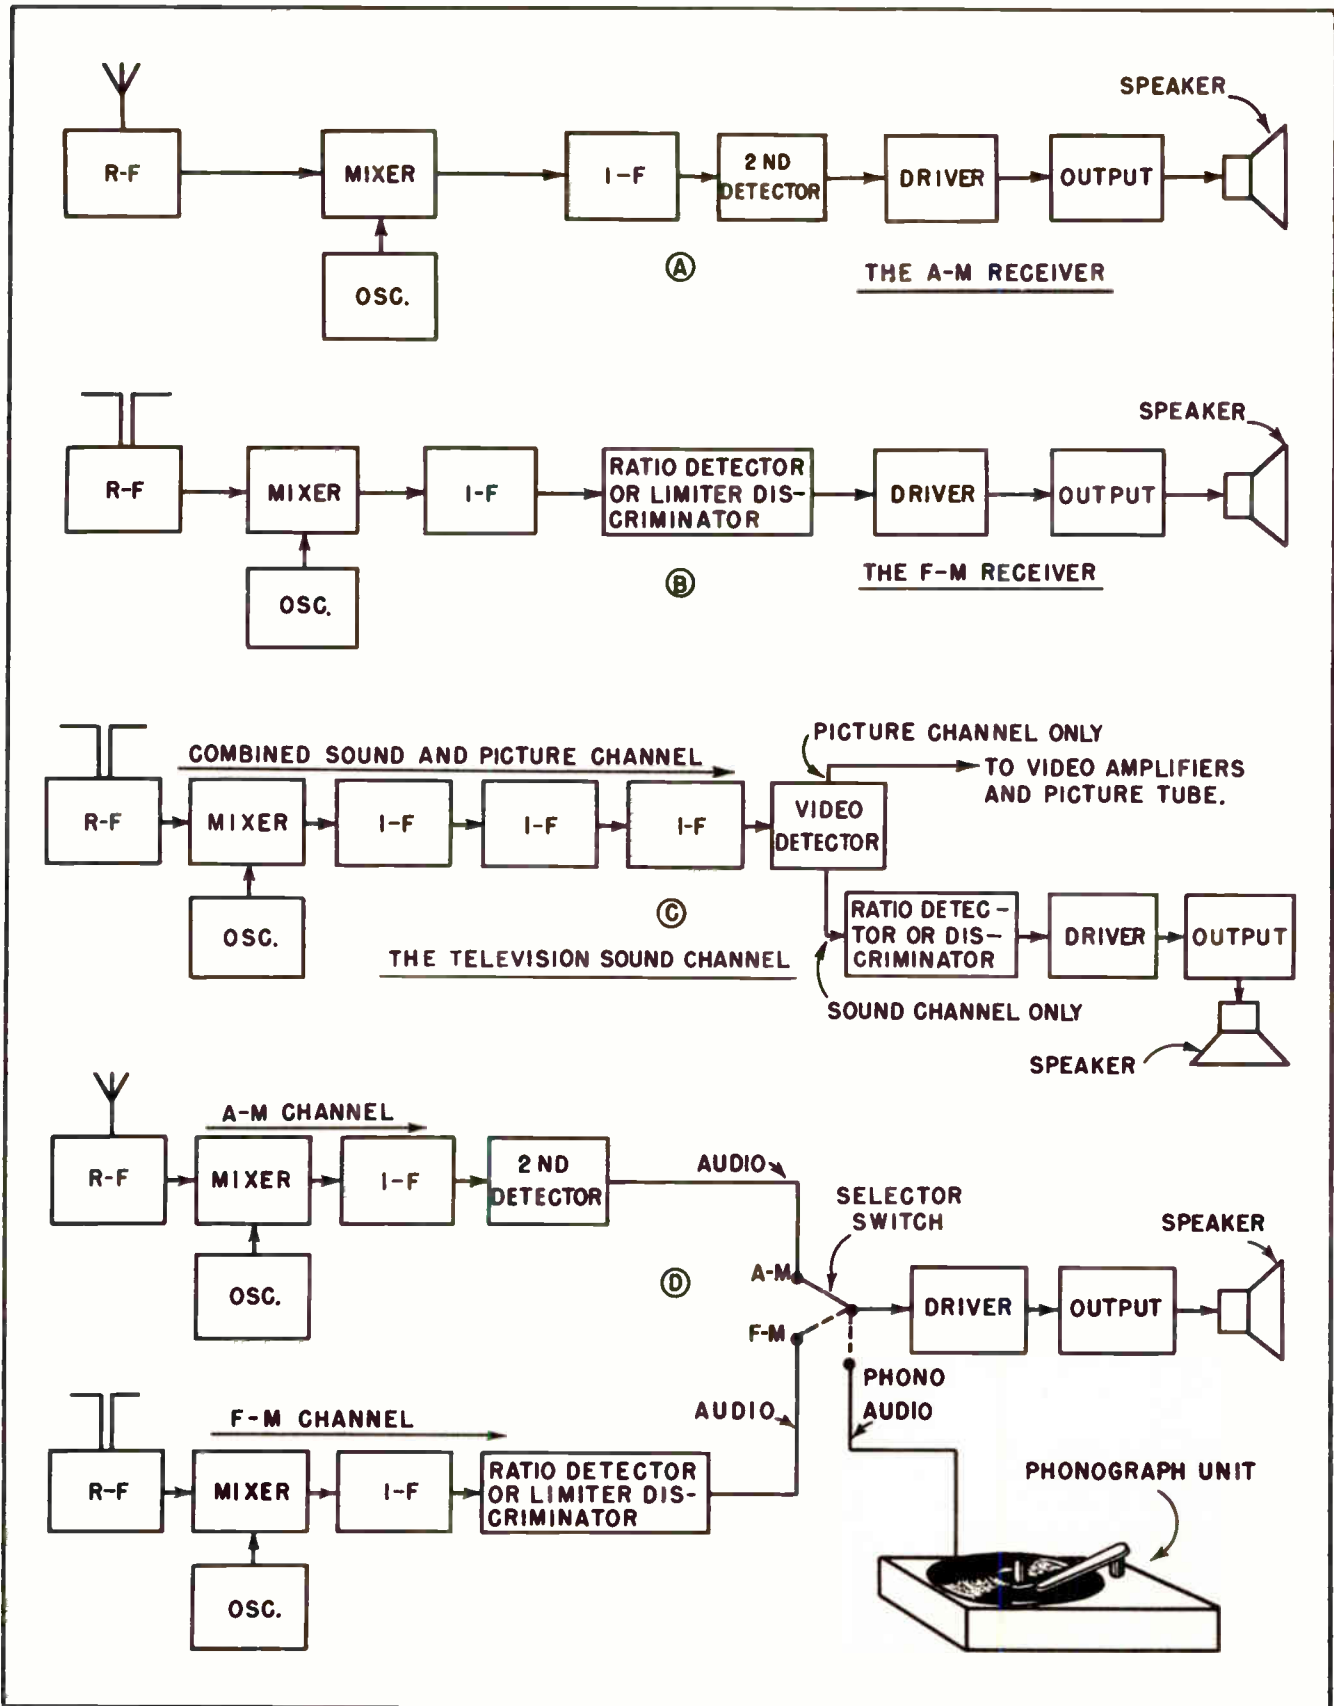 SPEAKER
R-F
MIXER
I-F
2ND
DETECTOR
DRIVER
OUTPUT
OSC.
A
THE A-M RECEIVER
SPEAKER
R-F
MIXER
I-F
RATIO DETECTOR
OR LIMITER DIS-
CRIMINATOR
DRIVER
OUTPUT
OSC.
B
THE F-M RECEIVER
COMBINED SOUND AND PICTURE CHANNEL
PICTURE CHANNEL ONLY
TO VIDEO AMPLIFIERS
AND PICTURE TUBE.
R-F
MIXER
I-F
I-F
I-F
VIDEO
DETECTOR
OSC.
C
THE TELEVISION SOUND CHANNEL
RATIO DETEC-
TOR OR DIS-
CRIMINATOR
DRIVER
OUTPUT
SOUND CHANNEL ONLY
SPEAKER
A-M CHANNEL
R-F
MIXER
I-F
2ND
DETECTOR
AUDIO
OSC.
SELECTOR
SWITCH
SPEAKER
D
A-M
F-M
DRIVER
OUTPUT
PHONO
AUDIO
AUDIO
F-M CHANNEL
R-F
MIXER
I-F
RATIO DETECTOR
OR LIMITER DIS-
CRIMINATOR
OSC.
PHONOGRAPH UNIT